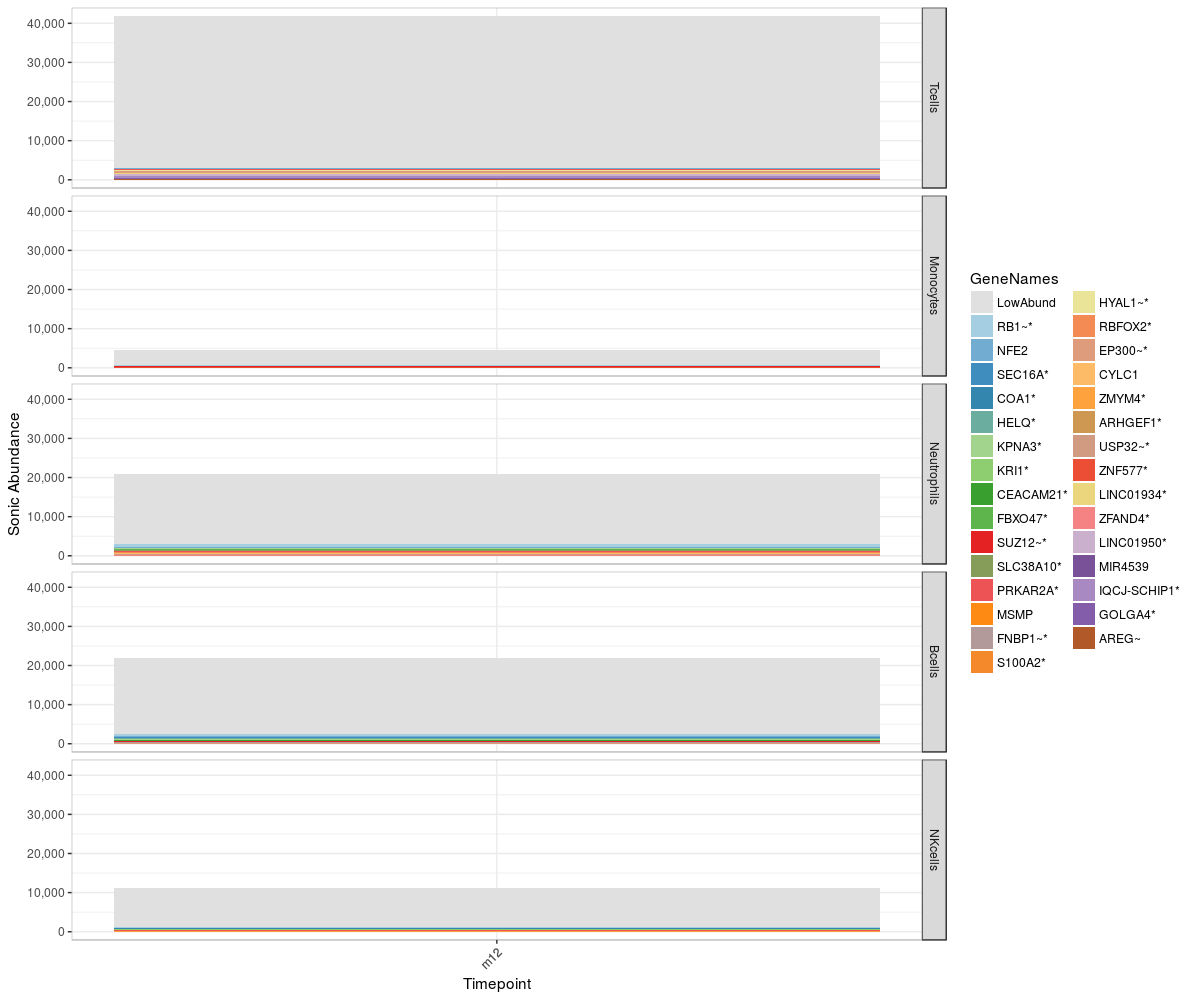 Sonic Abundance
40,000
30,000
20,000
10,000
0
Tcells
40,000
30,000
20,000
10,000
0
Monocytes
40,000
30,000
20,000
10,000
0
Neutrophils
40,000
30,000
20,000
10,000
0
Bcells
40,000
30,000
20,000
10,000
0
NKcells
m12
Timepoint
GeneNames
LowAbund
RB1~*
NFE2
SEC16A*
COA1*
HELQ*
KPNA3*
KRI1*
CEACAM21*
FBXO47*
SUZ12~*
SLC38A10*
PRKAR2A*
MSMP
FNBP1~*
S100A2*
HYAL1~*
RBFOX2*
EP300~*
CYLC1
ZMYM4*
ARHGEF1*
USP32~*
ZNF577*
LINC01934*
ZFAND4*
LINC01950*
MIR4539
IQCJ-SCHIP1*
GOLGA4*
AREG~